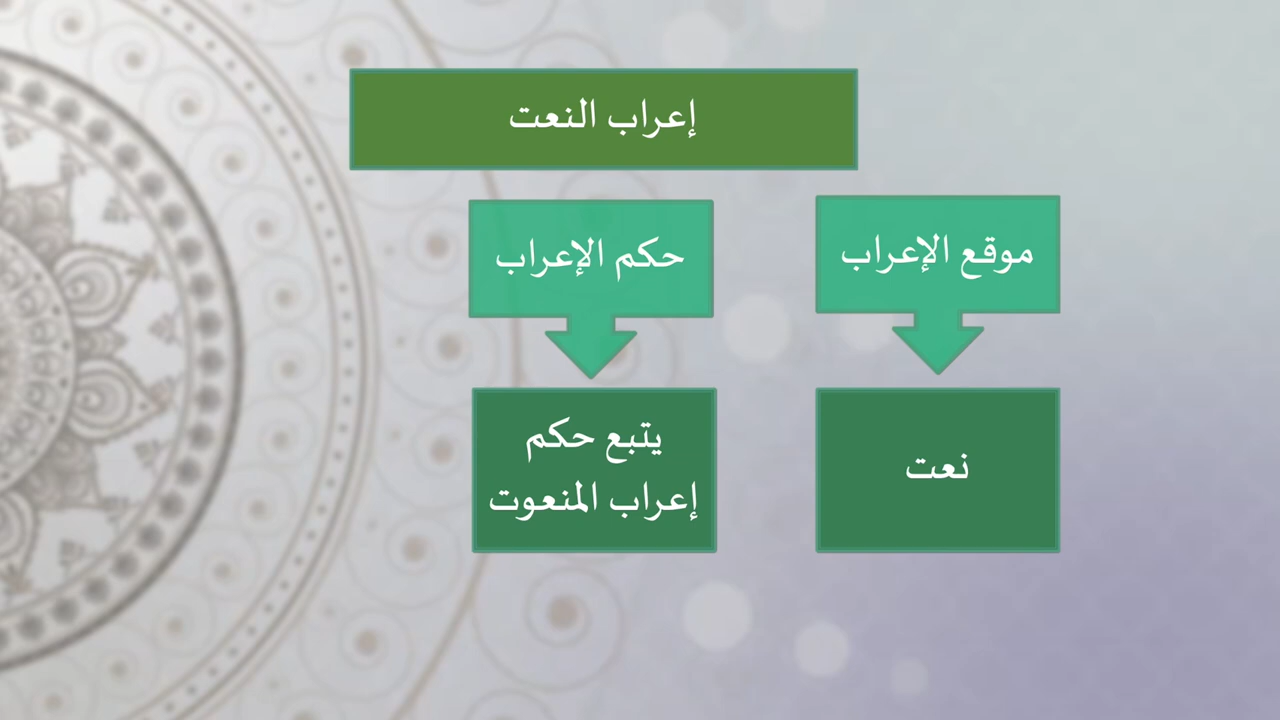 إعراب النعت
موقع الإعراب
حكم الإعراب
نعت
يتبع حكم
إعراب المنعوت